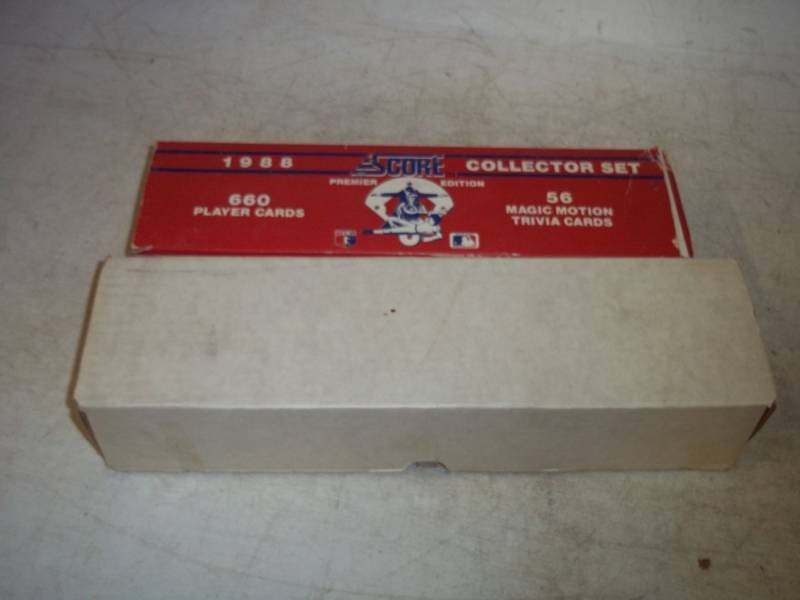 1988 SCORE COLLECTOR SET
PREMIER EDITION
660 56
PLAYER CARDS MAGIC MOTION
TRIVIA CARDS